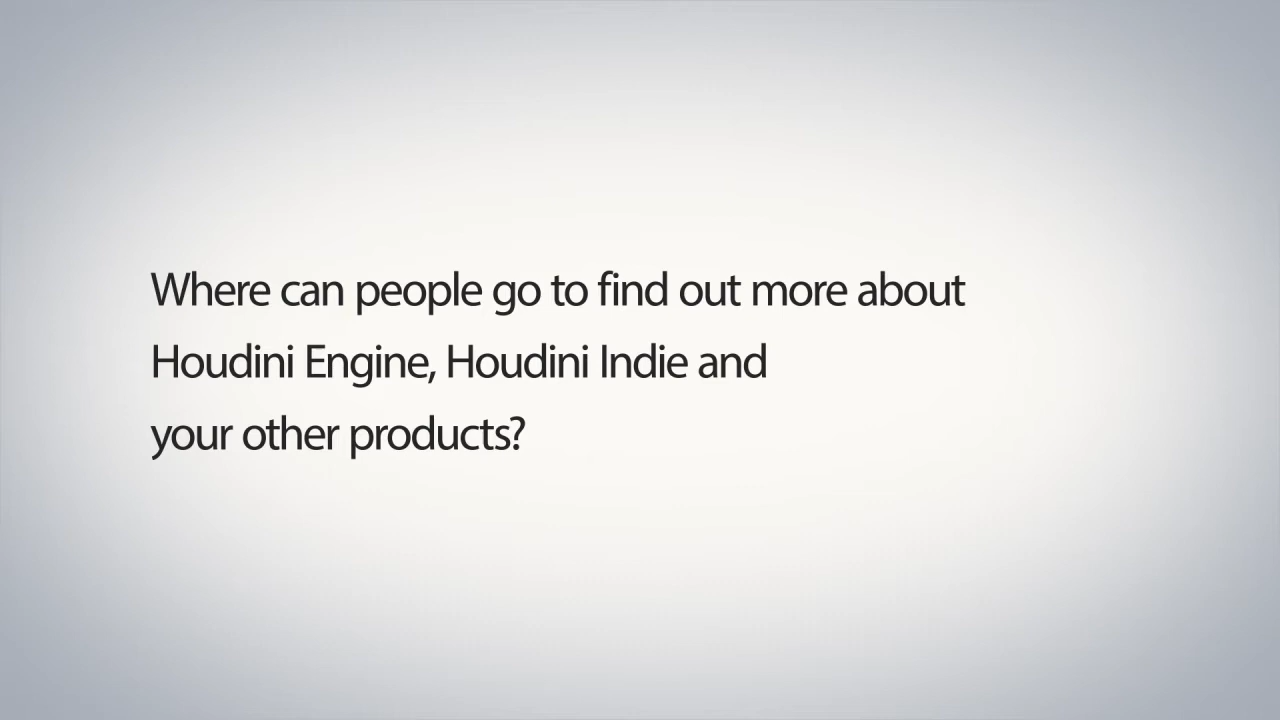 Where can people go to find out more about
Houdini Engine, Houdini Indie and
your other products?